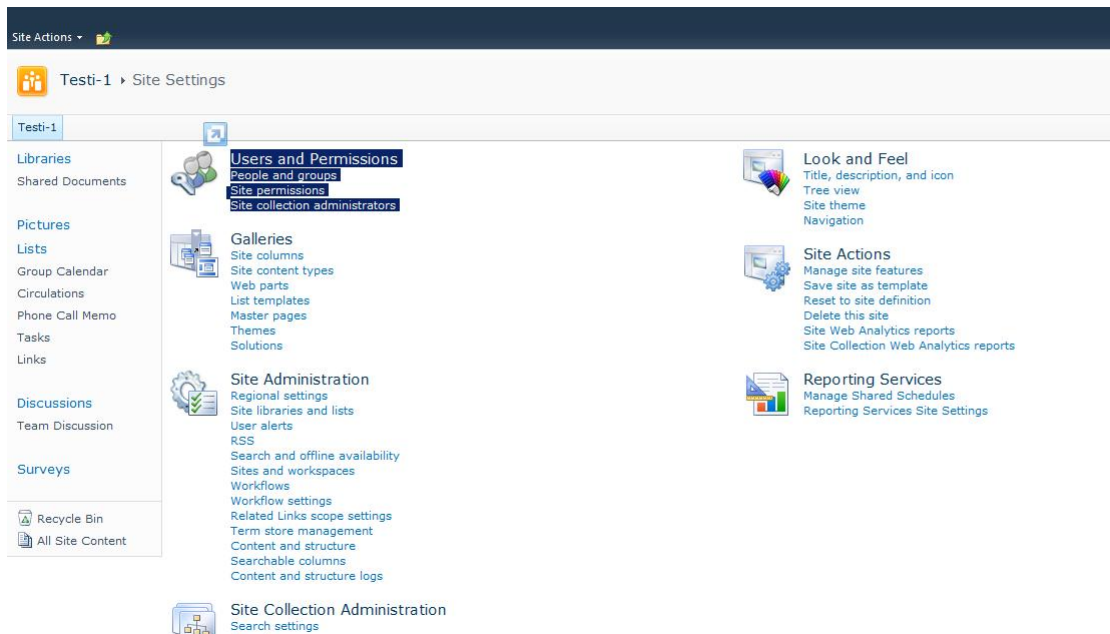 Site Actions
Testi-1 ▸ Site Settings
Testi-1
Libraries
Shared Documents
Pictures
Lists
Group Calendar
Circulations
Phone Call Memo
Tasks
Links
Discussions
Team Discussion
Surveys
Recycle Bin
All Site Content
Users and Permissions
People and groups
Site permissions
Site collection administrators
Galleries
Site columns
Site content types
Web parts
List templates
Master pages
Themes
Solutions
Site Administration
Regional settings
Site libraries and lists
User alerts
RSS
Search and offline availability
Sites and workspaces
Workflows
Workflow settings
Related Links scope settings
Term store management
Content and structure
Searchable columns
Content and structure logs
Site Collection Administration
Search settings
Look and Feel
Title, description, and icon
Tree view
Site theme
Navigation
Site Actions
Manage site features
Save site as template
Reset to site definition
Delete this site
Site Web Analytics reports
Site Collection Web Analytics reports
Reporting Services
Manage Shared Schedules
Reporting Services Site Settings